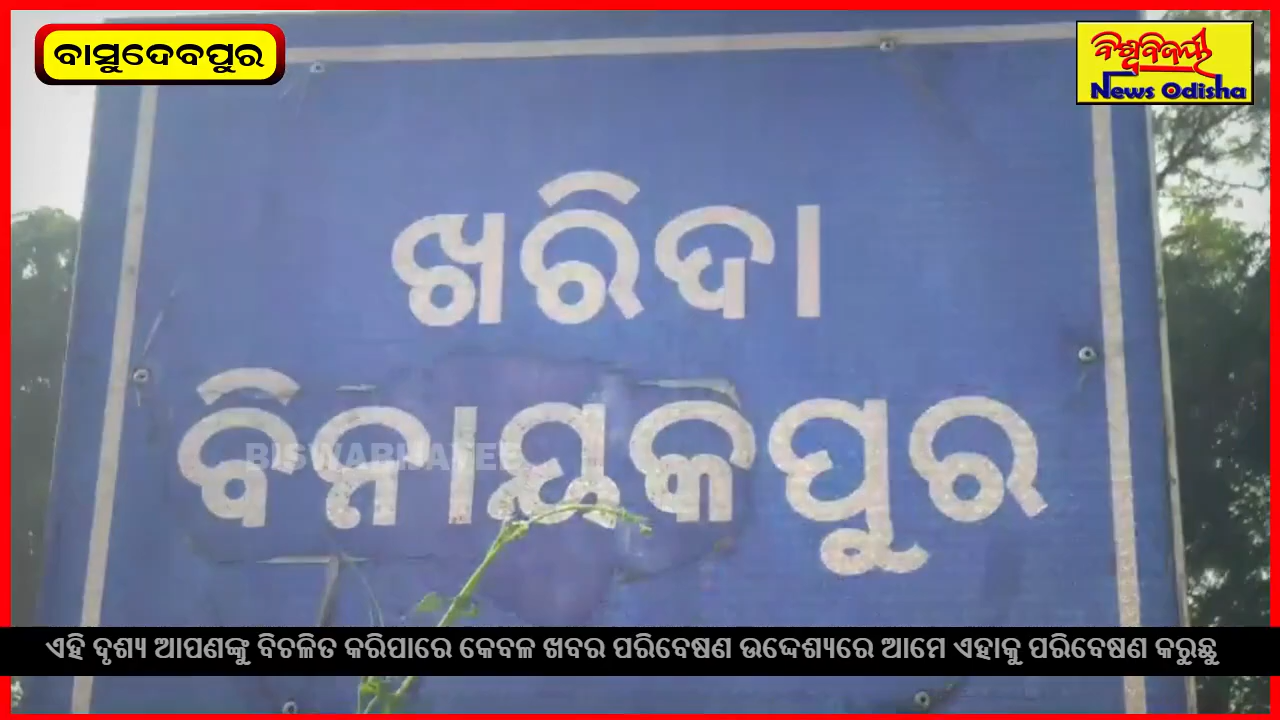 ବାସୁଦେବପୁର
ବିଶ୍ୱବିଜୟୀ
News Odisha
ଖରିଦା
ବିନାୟକପୁର
ଏହି ଦୃଶ୍ୟ ଆପଣଙ୍କୁ ବିଚଳିତ କରିପାରେ କେବଳ ଖବର ପରିବେଷଣ ଉଦ୍ଦେଶ୍ୟରେ ଆମେ ଏହାକୁ ପରିବେଷଣ କରୁଛୁ